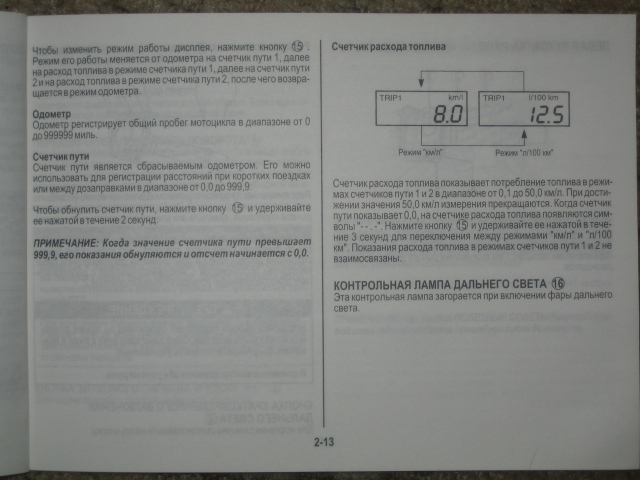 Чтобы изменить режим работы дисплея, нажмите кнопку ⑮ .
Режим его работы меняется от одометра на счетчик пути 1, далее
на расход топлива в режиме счетчика пути 1, далее на счетчик пути
2 и на расход топлива в режиме счетчика пути 2, после чего возвра-
щается в режим одометра.
Одометр
Одометр регистрирует общий пробег мотоцикла в диапазоне от 0
до 999999 миль.
Счетчик пути
Счетчик пути является сбрасываемым одометром. Его можно
использовать для регистрации расстояний при коротких поездках
или между дозаправками в диапазоне от 0,0 до 999,9
Чтобы обнулить счетчик пути, нажмите кнопку ⑮ и удерживайте
ее нажатой в течение 2 секунд.
ПРИМЕЧАНИЕ: Когда значение счетчика пути превышает
999,9, его показания обнуляются и отсчет начинается с 0,0.
Счетчик расхода топлива
TRIP1 km/l
8.0
TRIP1 l/100 km
12.5
Режим "км/л"
Режим "л/100 км"
Счетчик расхода топлива показывает потребление топлива в режи-
мах счетчиков пути 1 и 2 в диапазоне от 0,1 до 50,0 км/л. При дости-
жении значения 50,0 км/л измерения прекращаются. Когда счетчик
пути показывает 0,0, на счетчике расхода топлива появляются сим-
волы "- - . -". Нажмите кнопку ⑮ и удерживайте ее нажатой в тече-
ние 3 секунд для переключения между режимами "км/л" и "л/100
км". Показания расхода топлива в режимах счетчиков пути 1 и 2 не
взаимосвязаны.
КОНТРОЛЬНАЯ ЛАМПА ДАЛЬНЕГО СВЕТА ⑯
Эта контрольная лампа загорается при включении фары дальнего
света.
2-13